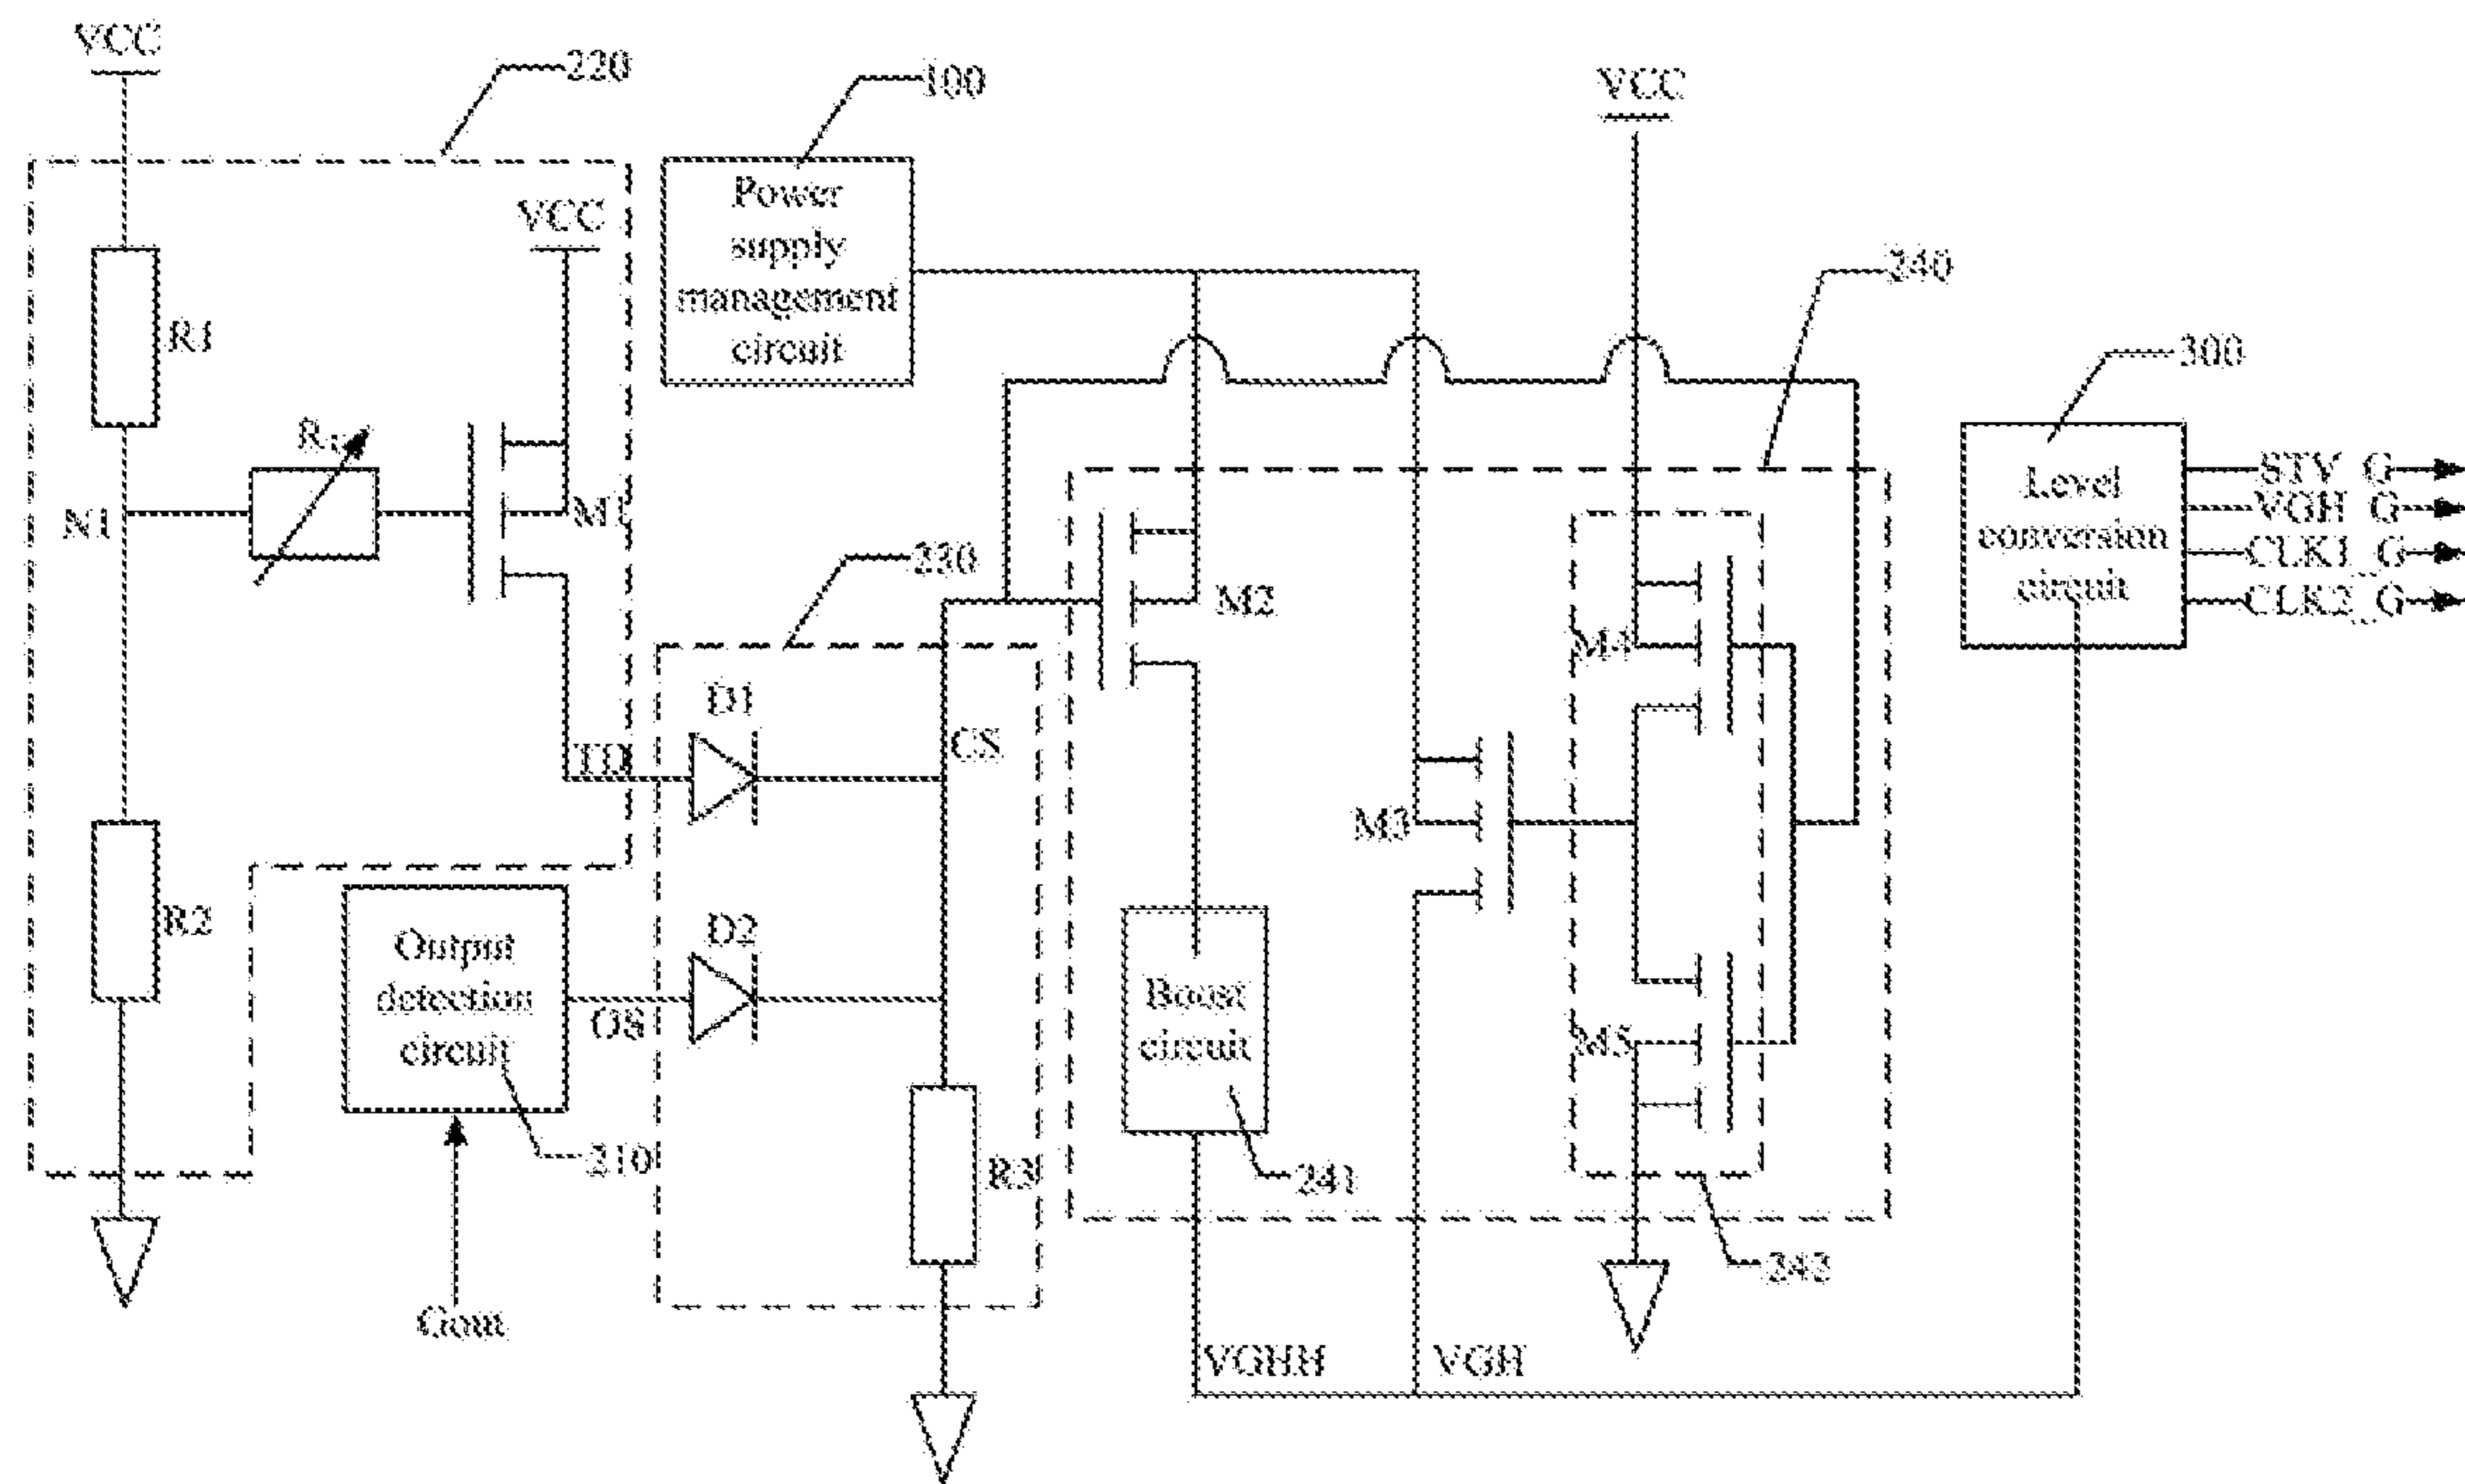 VCC
220
100
VCC
Power
supply
management
circuit
VCC
240
R1
300
Level
conversion
circuit
STV_G
VGH_G
CLK1_G
CLK2_G
N1
M1
230
M2
M4
D1
CS
TD
M3
R2
Output
detection
circuit
D2
OS
Boost
circuit
M5
210
R3
241
242
Gout
VGHH
VGH